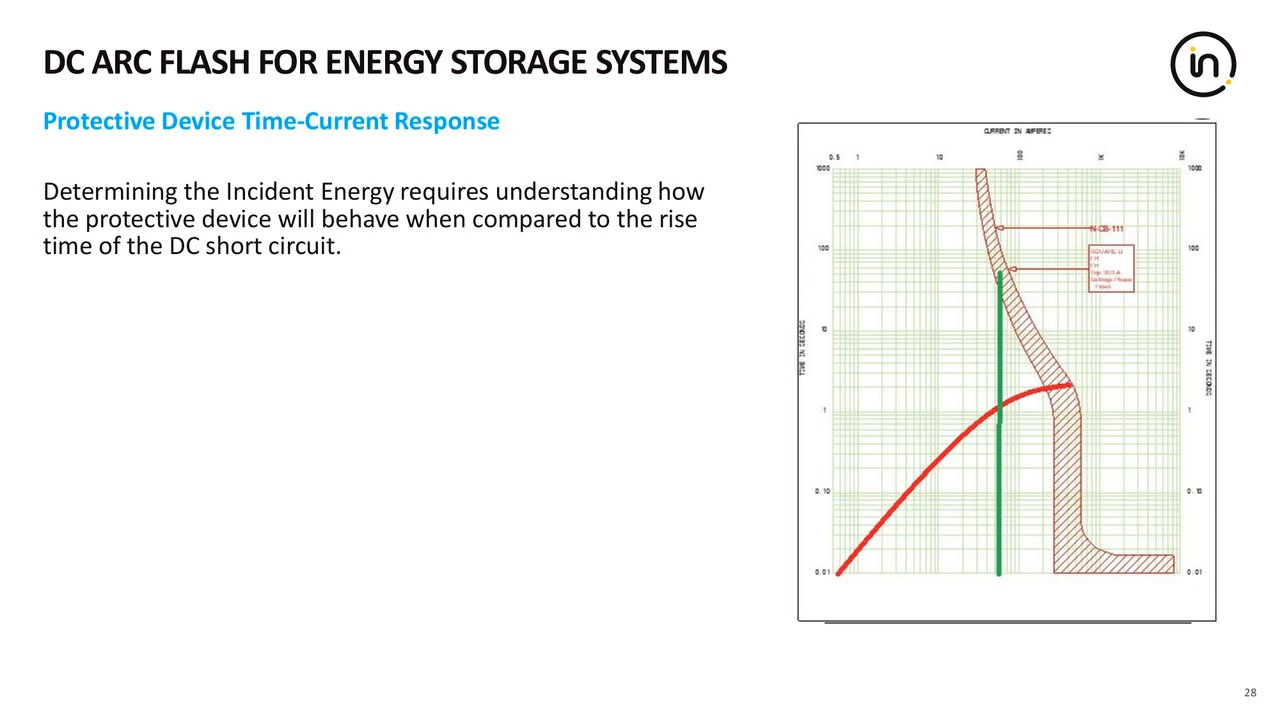 DC ARC FLASH FOR ENERGY STORAGE SYSTEMS
in
Protective Device Time-Current Response
Determining the Incident Energy requires understanding how
the protective device will behave when compared to the rise
time of the DC short circuit.
CURRENT IN AMPERES
0.5 1 10 100 1K 10K
1000 1000
N-CB-111
100 100
SQUARE D
FH
FH
10 10
TIME IN SECONDS
TIME IN SECONDS
1 1
0.10 0.10
0.01 0.01
28